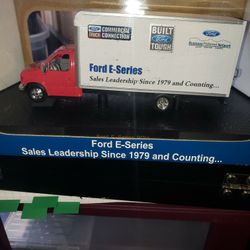 COMMERCIAL
TRUCK CONNECTION
BUILT
Ford
TOUGH
Ford E-Series
Sales Leadership Since 1979 and Counting...
Ford E-Series
Sales Leadership Since 1979 and Counting...